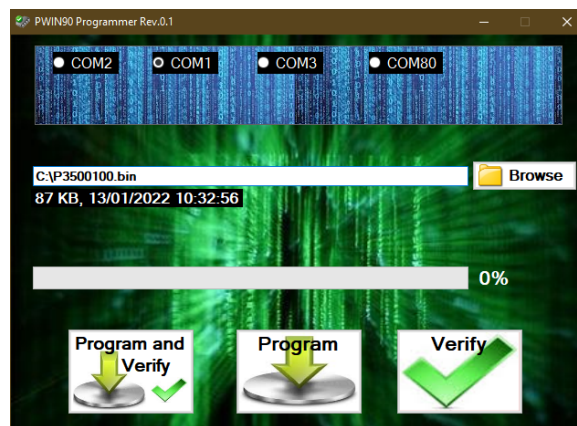 PWIN90 Programmer Rev.0.1
COM2 COM1 COM3 COM80
C:\P3500100.bin
Browse
87 KB, 13/01/2022 10:32:56
0%
Program and
Verify
Program
Verify